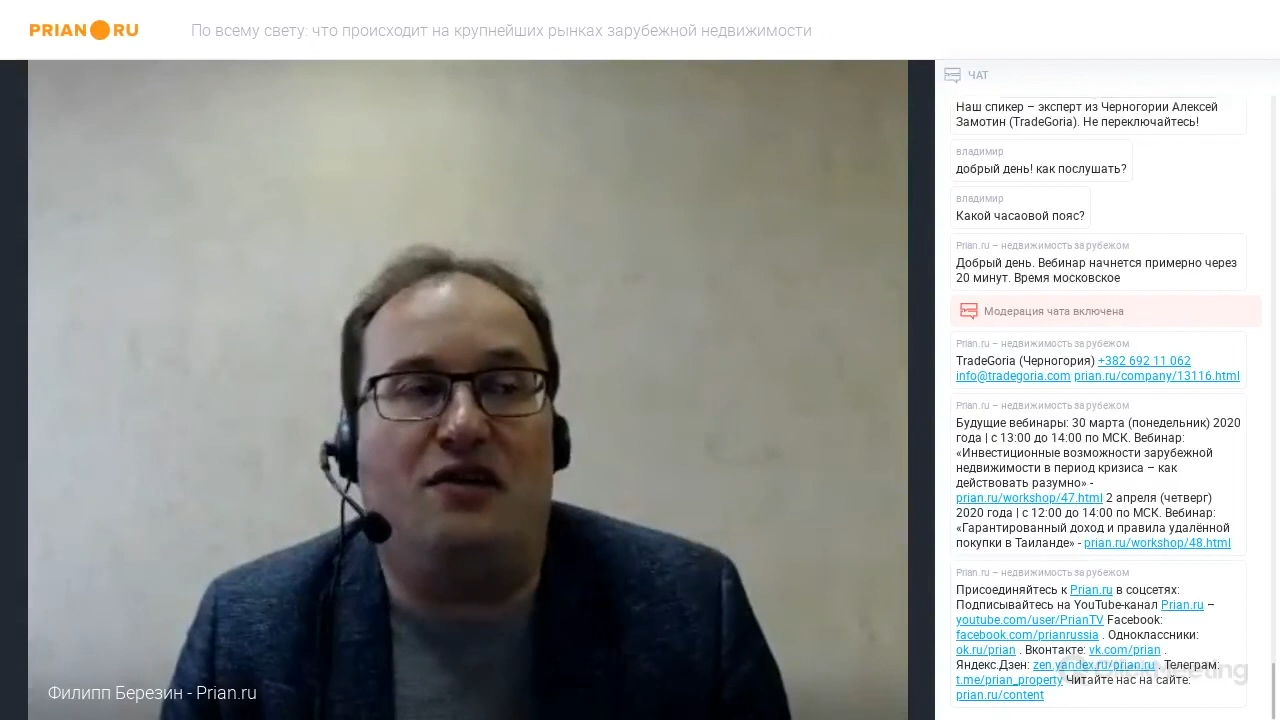 PRIAN RU
По всему свету: что происходит на крупнейших рынках зарубежной недвижимости
ЧАТ
Наш спикер – эксперт из Черногории Алексей
Замотин (TradeGoria). Не переключайтесь!
владимир
добрый день! как послушать?
владимир
Какой часаовой пояс?
Prian.ru – недвижимость за рубежом
Добрый день. Вебинар начнется примерно через
20 минут. Время московское
Модерация чата включена
Prian.ru – недвижимость за рубежом
TradeGoria (Черногория) +382 692 11 062
info@tradegoria.com prian.ru/company/13116.html
Prian.ru – недвижимость за рубежом
Будущие вебинары: 30 марта (понедельник) 2020
года | с 13:00 до 14:00 по МСК. Вебинар:
«Инвестиционные возможности зарубежной
недвижимости в период кризиса – как
действовать разумно» -
prian.ru/workshop/47.html 2 апреля (четверг)
2020 года | с 12:00 до 14:00 по МСК. Вебинар:
«Гарантированный доход и правила удалённой
покупки в Таиланде» - prian.ru/workshop/48.html
Prian.ru – недвижимость за рубежом
Присоединяйтесь к Prian.ru в соцсетях:
Подписывайтесь на YouTube-канал Prian.ru –
youtube.com/user/PrianTV Facebook:
facebook.com/prianrussia . Одноклассники:
ok.ru/prian . Вконтакте: vk.com/prian .
Яндекс.Дзен: zen.yandex.ru/prian.ru . Телеграм:
t.me/prian_property Читайте нас на сайте:
prian.ru/content
Филипп Березин - Prian.ru